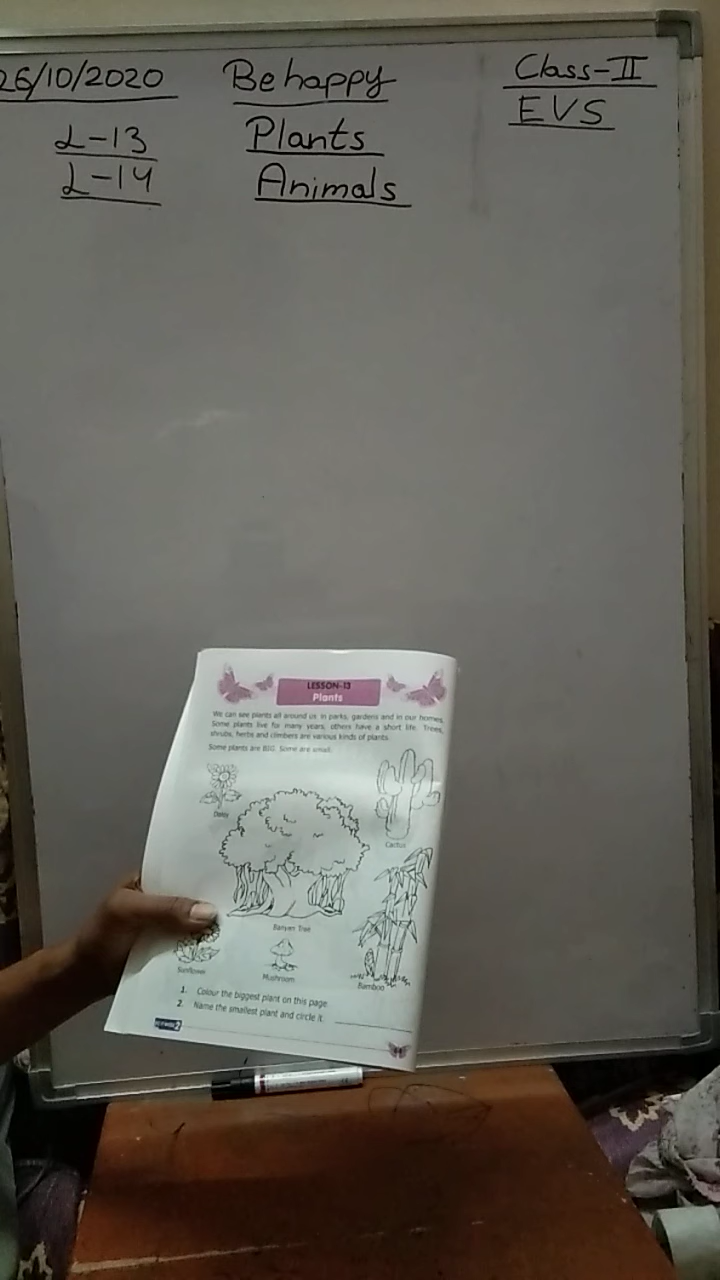 26/10/2020 Be happy Class-II
EVS
L-13 Plants
L-14 Animals
LESSON-13
Plants
We can see plants all around us in parks, gardens and in our homes.
Some plants live for many years, others have a short life. Trees,
shrubs, herbs and climbers are various kinds of plants.
Some plants are BIG. Some are small.
Daisy
Cactus
Banyan Tree
Sunflower
Mushroom
Bamboo
1. Colour the biggest plant on this page.
2. Name the smallest plant and circle it.